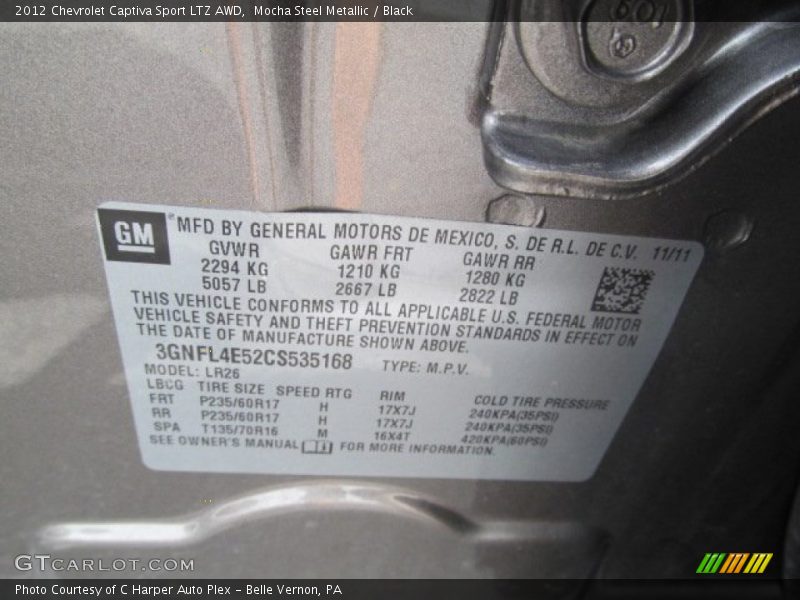 2012 Chevrolet Captiva Sport LTZ AWD, Mocha Steel Metallic / Black
601
GM ® MFD BY GENERAL MOTORS DE MEXICO, S. DE R.L. DE C.V. 11/11
GVWR GAWR FRT GAWR RR
2294 KG 1210 KG 1280 KG
5057 LB 2667 LB 2822 LB
THIS VEHICLE CONFORMS TO ALL APPLICABLE U.S. FEDERAL MOTOR
VEHICLE SAFETY AND THEFT PREVENTION STANDARDS IN EFFECT ON
THE DATE OF MANUFACTURE SHOWN ABOVE.
3GNFL4E52CS535168 TYPE: M.P.V.
MODEL: LR26
LBCG TIRE SIZE SPEED RTG RIM COLD TIRE PRESSURE
FRT P235/60R17 H 17X7J 240KPA(35PSI)
RR P235/60R17 H 17X7J 240KPA(35PSI)
SPA T135/70R16 M 16X4T 420KPA(60PSI)
SEE OWNER'S MANUAL FOR MORE INFORMATION.
GTCARLOT.COM
Photo Courtesy of C Harper Auto Plex - Belle Vernon, PA